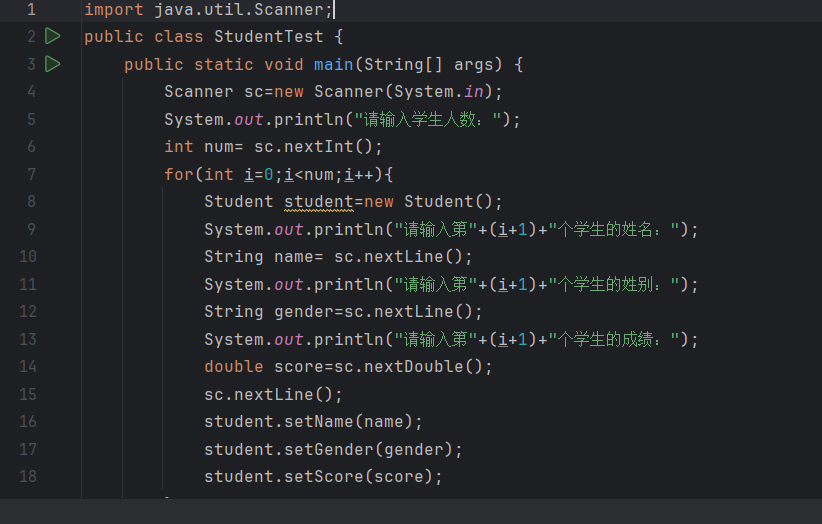 1 import java.util.Scanner;
2 public class StudentTest {
3 public static void main(String[] args) {
4 Scanner sc=new Scanner(System.in);
5 System.out.println("请输入学生人数：");
6 int num= sc.nextInt();
7 for(int i=0;i<num;i++){
8 Student student=new Student();
9 System.out.println("请输入第"+(i+1)+"个学生的姓名：");
10 String name= sc.nextLine();
11 System.out.println("请输入第"+(i+1)+"个学生的姓别：");
12 String gender=sc.nextLine();
13 System.out.println("请输入第"+(i+1)+"个学生的成绩：");
14 double score=sc.nextDouble();
15 sc.nextLine();
16 student.setName(name);
17 student.setGender(gender);
18 student.setScore(score);